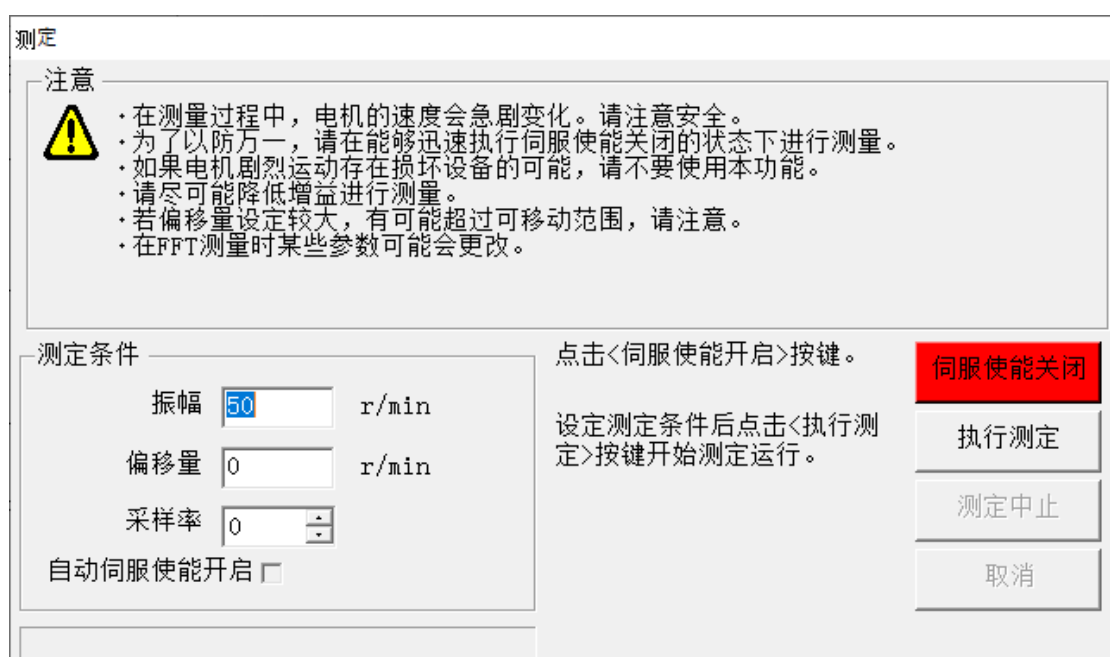 测定
注意
・在测量过程中，电机的速度会急剧变化。请注意安全。
・为了以防万一，请在能够迅速执行伺服使能关闭的状态下进行测量。
・如果电机剧烈运动存在损坏设备的可能，请不要使用本功能。
・请尽可能降低增益进行测量。
・若偏移量设定较大，有可能超过可移动范围，请注意。
・在FFT测量时某些参数可能会更改。
测定条件
振幅 50 r/min
偏移量 0 r/min
采样率 0
自动伺服使能开启
点击<伺服使能开启>按键。
设定测定条件后点击<执行测
定>按键开始测定运行。
伺服使能关闭
执行测定
测定中止
取消